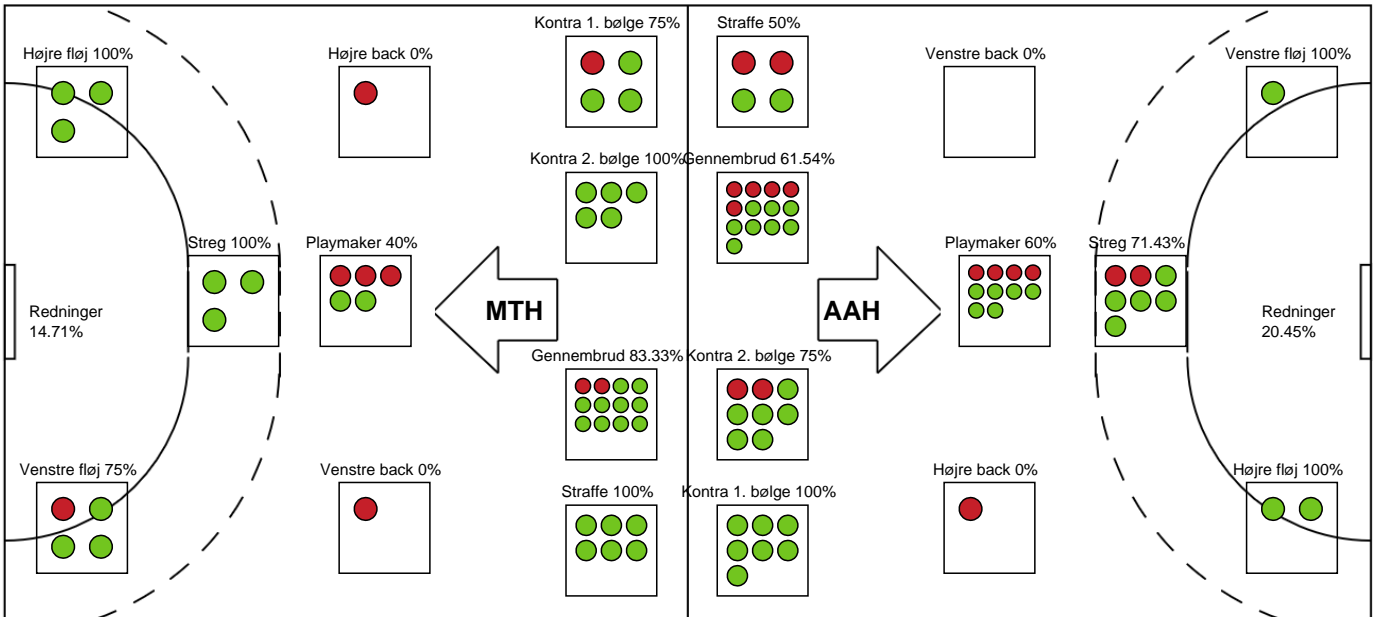 Kontra 1. bølge 75%
Straffe 50%
Højre fløj 100%
Højre back 0%
Venstre back 0%
Venstre fløj 100%
Kontra 2. bølge 100%
Gennembrud 61.54%
Streg 100%
Playmaker 40%
Playmaker 60%
Streg 71.43%
Redninger
14.71%
MTH
AAH
Redninger
20.45%
Gennembrud 83.33%
Kontra 2. bølge 75%
Venstre fløj 75%
Venstre back 0%
Straffe 100%
Kontra 1. bølge 100%
Højre back 0%
Højre fløj 100%